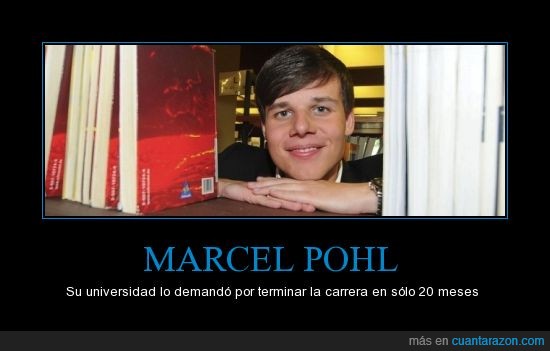 MARCEL POHL
Su universidad lo demandó por terminar la carrera en sólo 20 meses
más en cuantarazon.com